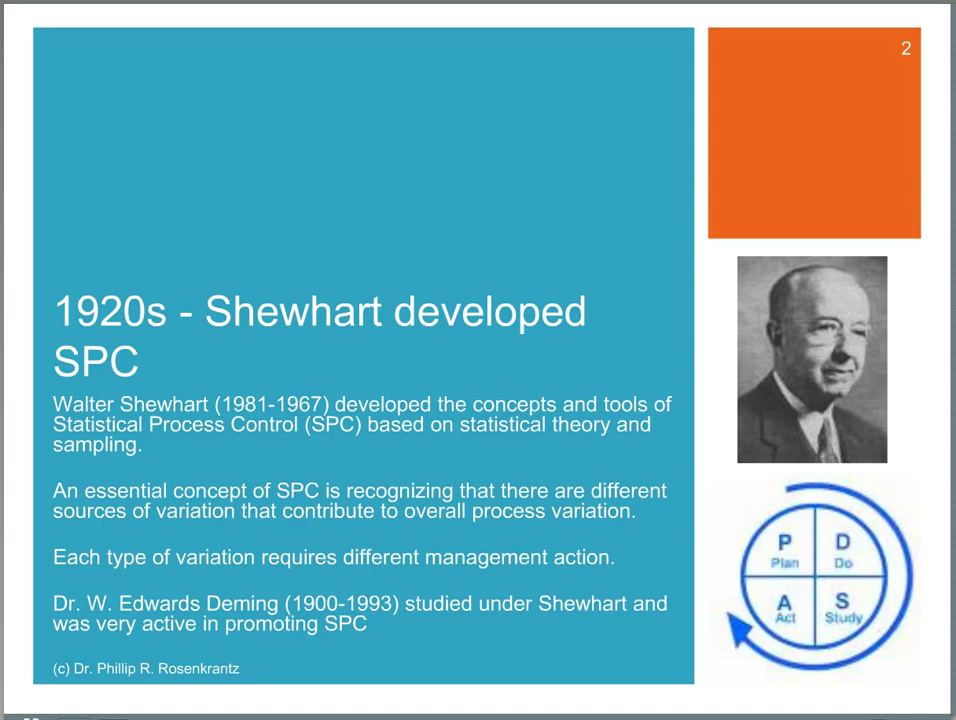 2
1920s - Shewhart developed
SPC
Walter Shewhart (1981-1967) developed the concepts and tools of
Statistical Process Control (SPC) based on statistical theory and
sampling.
An essential concept of SPC is recognizing that there are different
sources of variation that contribute to overall process variation.
Each type of variation requires different management action.
Dr. W. Edwards Deming (1900-1993) studied under Shewhart and
was very active in promoting SPC
(c) Dr. Phillip R. Rosenkrantz
P D
Plan Do
A S
Act Study